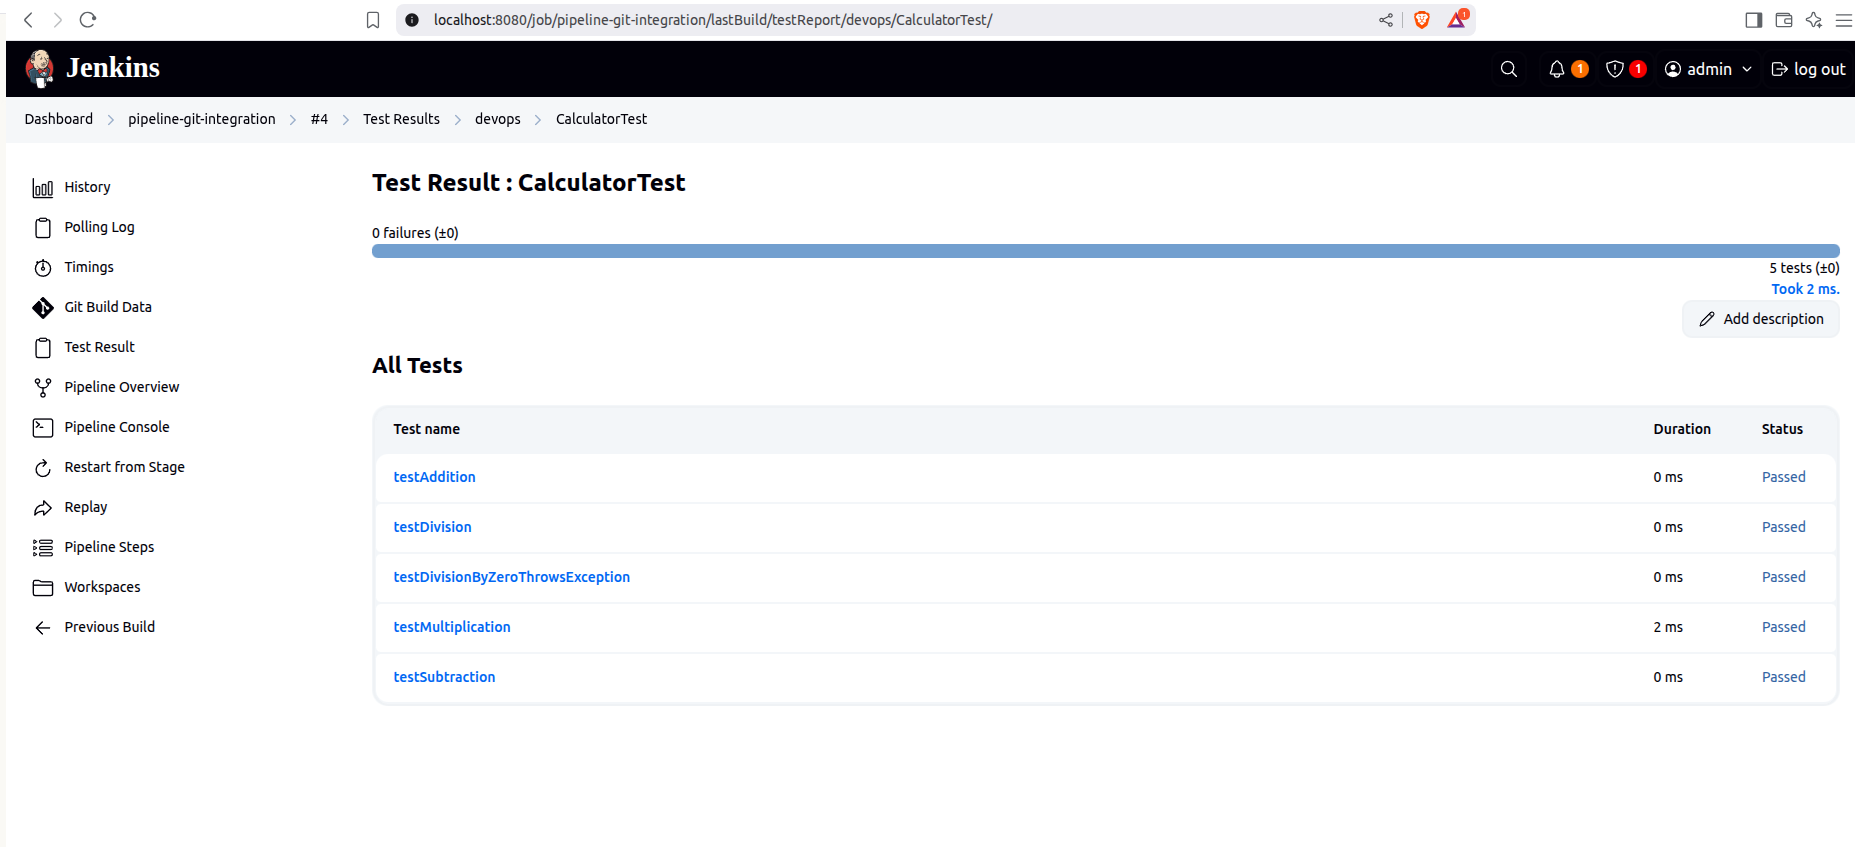 localhost:8080/job/pipeline-git-integration/lastBuild/testReport/devops/CalculatorTest/
1
Jenkins
1
1
admin
log out
Dashboard
pipeline-git-integration
#4
Test Results
devops
CalculatorTest
History
Polling Log
Timings
Git Build Data
Test Result
Pipeline Overview
Pipeline Console
Restart from Stage
Replay
Pipeline Steps
Workspaces
Previous Build
Test Result : CalculatorTest
0 failures (±0)
5 tests (±0)
Took 2 ms.
Add description
All Tests
Test name Duration Status
testAddition 0 ms Passed
testDivision 0 ms Passed
testDivisionByZeroThrowsException 0 ms Passed
testMultiplication 2 ms Passed
testSubtraction 0 ms Passed